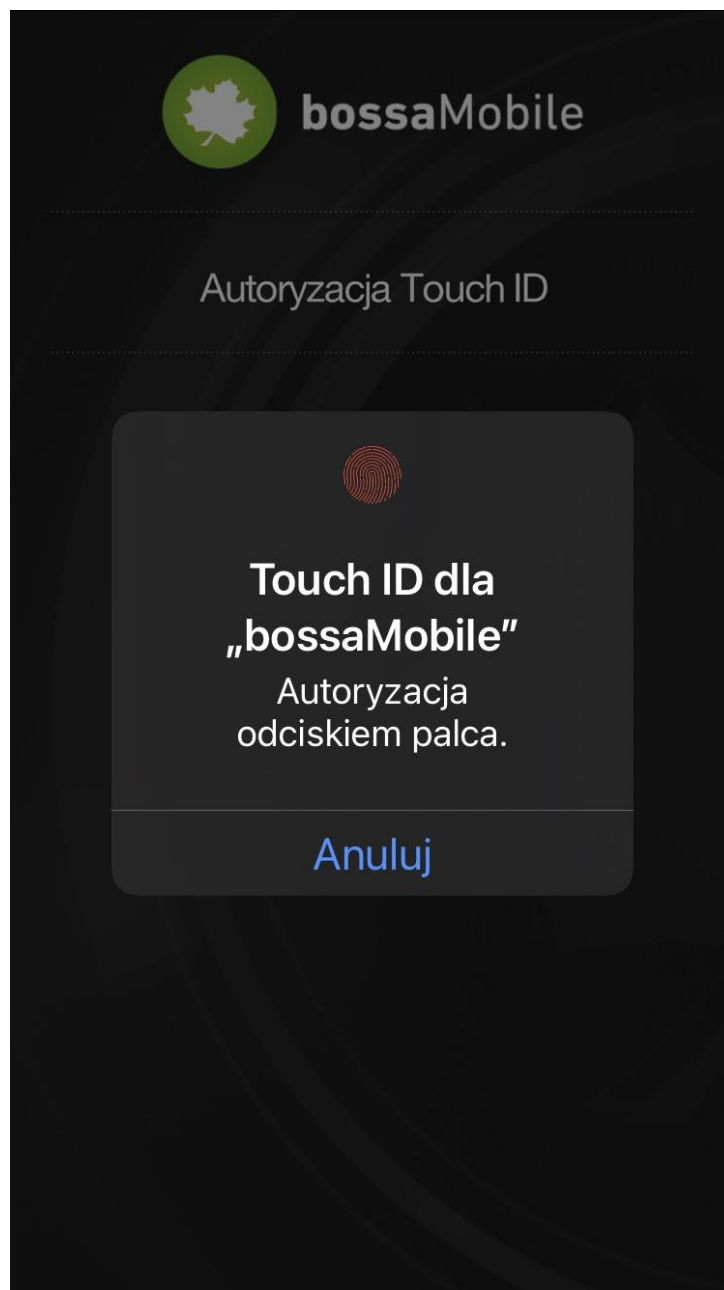 bossaMobile
Autoryzacja Touch ID
Touch ID dla
„bossaMobile”
Autoryzacja
odciskiem palca.
Anuluj